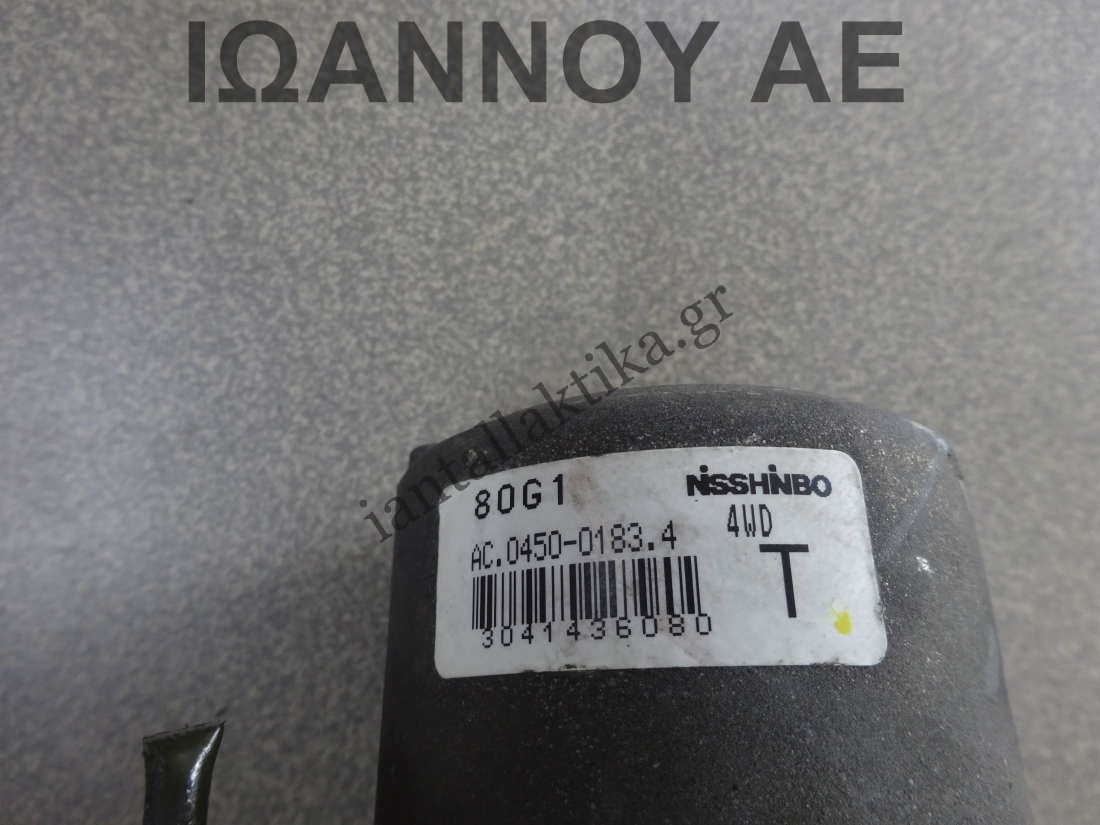 ΙΩΑΝΝΟΥ ΑΕ
iantallaktika.gr
80G1 NISSHINBO
AC.0450-0183.4 4WD
T
3041436080